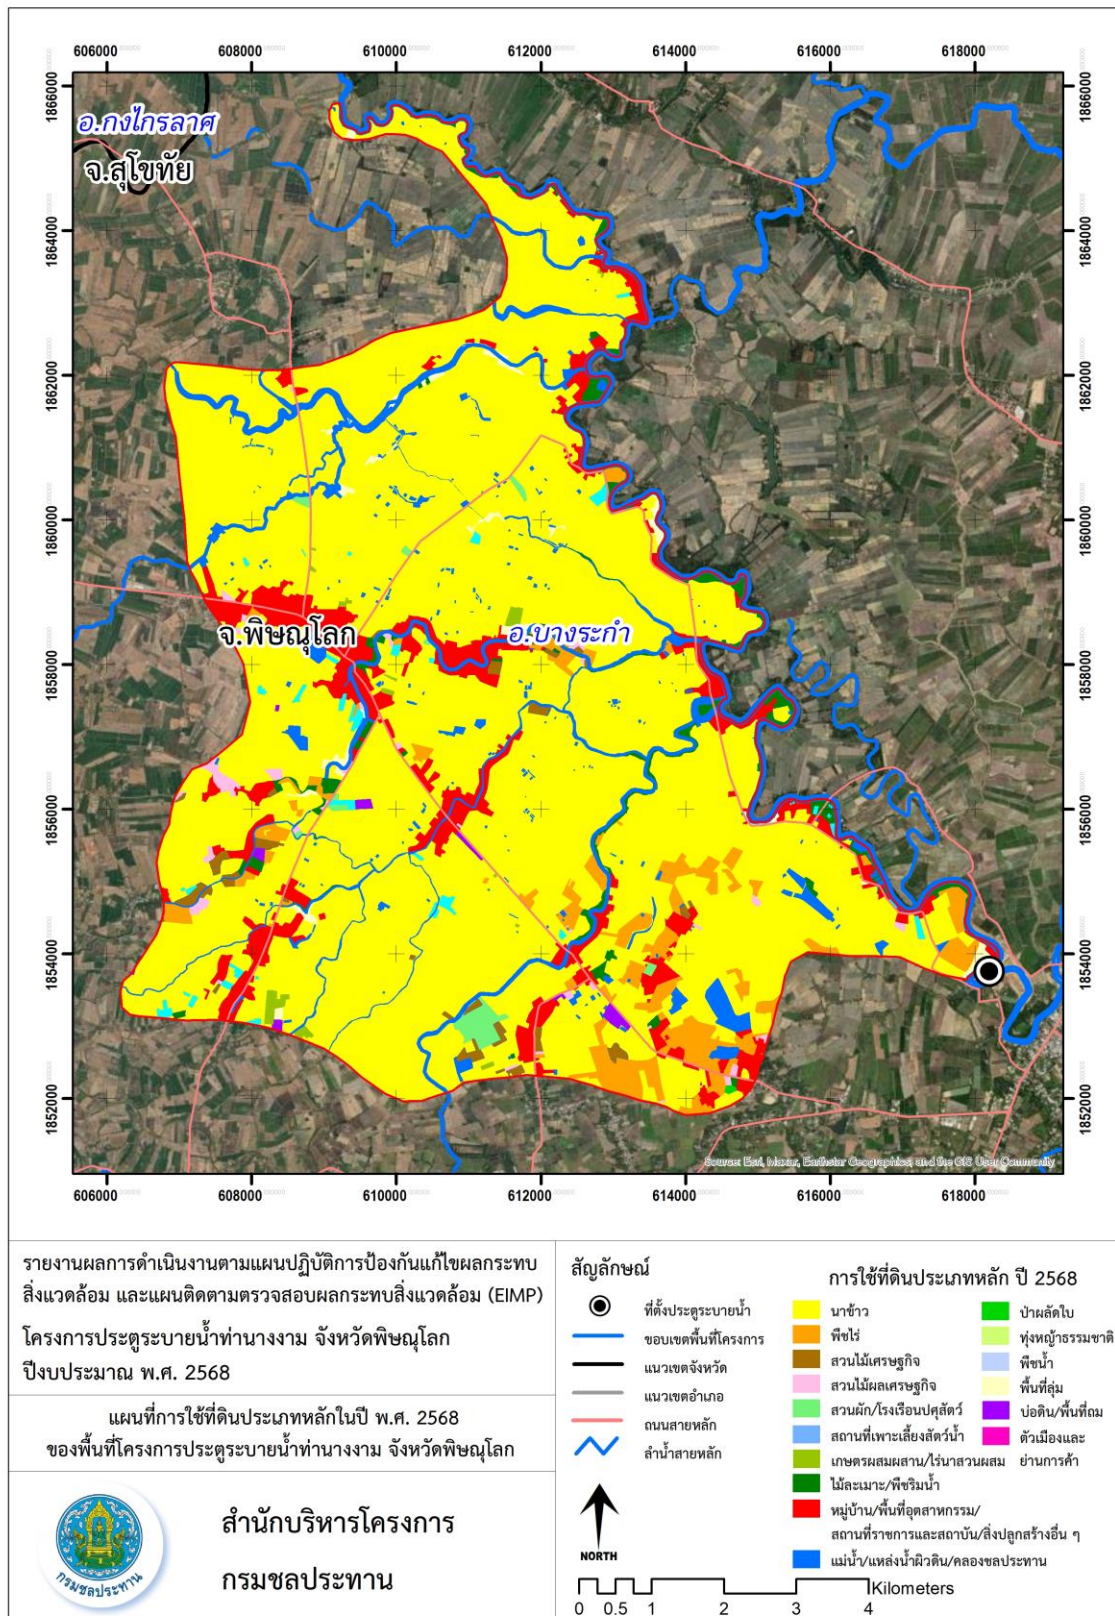 606000 608000 610000 612000 614000 616000 618000
1866000 1866000
อ.กงไกรลาศ
จ.สุโขทัย
1864000 1864000
1862000 1862000
1860000 1860000
จ.พิษณุโลก อ.บางระกำ
1858000 1858000
1856000 1856000
1854000 1854000
1852000 1852000
Source: Esri, Maxar, Earthstar Geographics, and the GIS User Community
606000 608000 610000 612000 614000 616000 618000
รายงานผลการดำเนินงานตามแผนปฏิบัติการป้องกันแก้ไขผลกระทบ
สิ่งแวดล้อม และแผนติดตามตรวจสอบผลกระทบสิ่งแวดล้อม (EIMP)
โครงการประตูระบายน้ำท่านางงาม จังหวัดพิษณุโลก
ปีงบประมาณ พ.ศ. 2568
แผนที่การใช้ที่ดินประเภทหลักในปี พ.ศ. 2568
ของพื้นที่โครงการประตูระบายน้ำท่านางงาม จังหวัดพิษณุโลก
กรมชลประทาน
สำนักบริหารโครงการ
กรมชลประทาน
สัญลักษณ์
ที่ตั้งประตูระบายน้ำ
ขอบเขตพื้นที่โครงการ
แนวเขตจังหวัด
แนวเขตอำเภอ
ถนนสายหลัก
ลำน้ำสายหลัก
NORTH
การใช้ที่ดินประเภทหลัก ปี 2568
นาข้าว
พืชไร่
สวนไม้เศรษฐกิจ
สวนไม้ผลเศรษฐกิจ
สวนผัก/โรงเรือนปศุสัตว์
สถานที่เพาะเลี้ยงสัตว์น้ำ
เกษตรผสมผสาน/ไร่นาสวนผสม
ไม้ละเมาะ/พืชริมน้ำ
หมู่บ้าน/พื้นที่อุตสาหกรรม/
สถานที่ราชการและสถาบัน/สิ่งปลูกสร้างอื่น ๆ
แม่น้ำ/แหล่งน้ำผิวดิน/คลองชลประทาน
ป่าผลัดใบ
ทุ่งหญ้าธรรมชาติ
พืชน้ำ
พื้นที่ลุ่ม
บ่อดิน/พื้นที่ถม
ตัวเมืองและ
ย่านการค้า
Kilometers
0 0.5 1 2 3 4